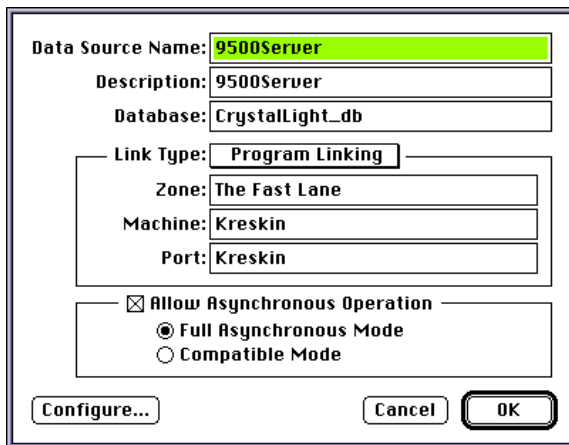 Data Source Name: 9500Server
Description: 9500Server
Database: CrystalLight_db
Link Type: Program Linking
Zone: The Fast Lane
Machine: Kreskin
Port: Kreskin
Allow Asynchronous Operation
Full Asynchronous Mode
Compatible Mode
Configure... Cancel OK